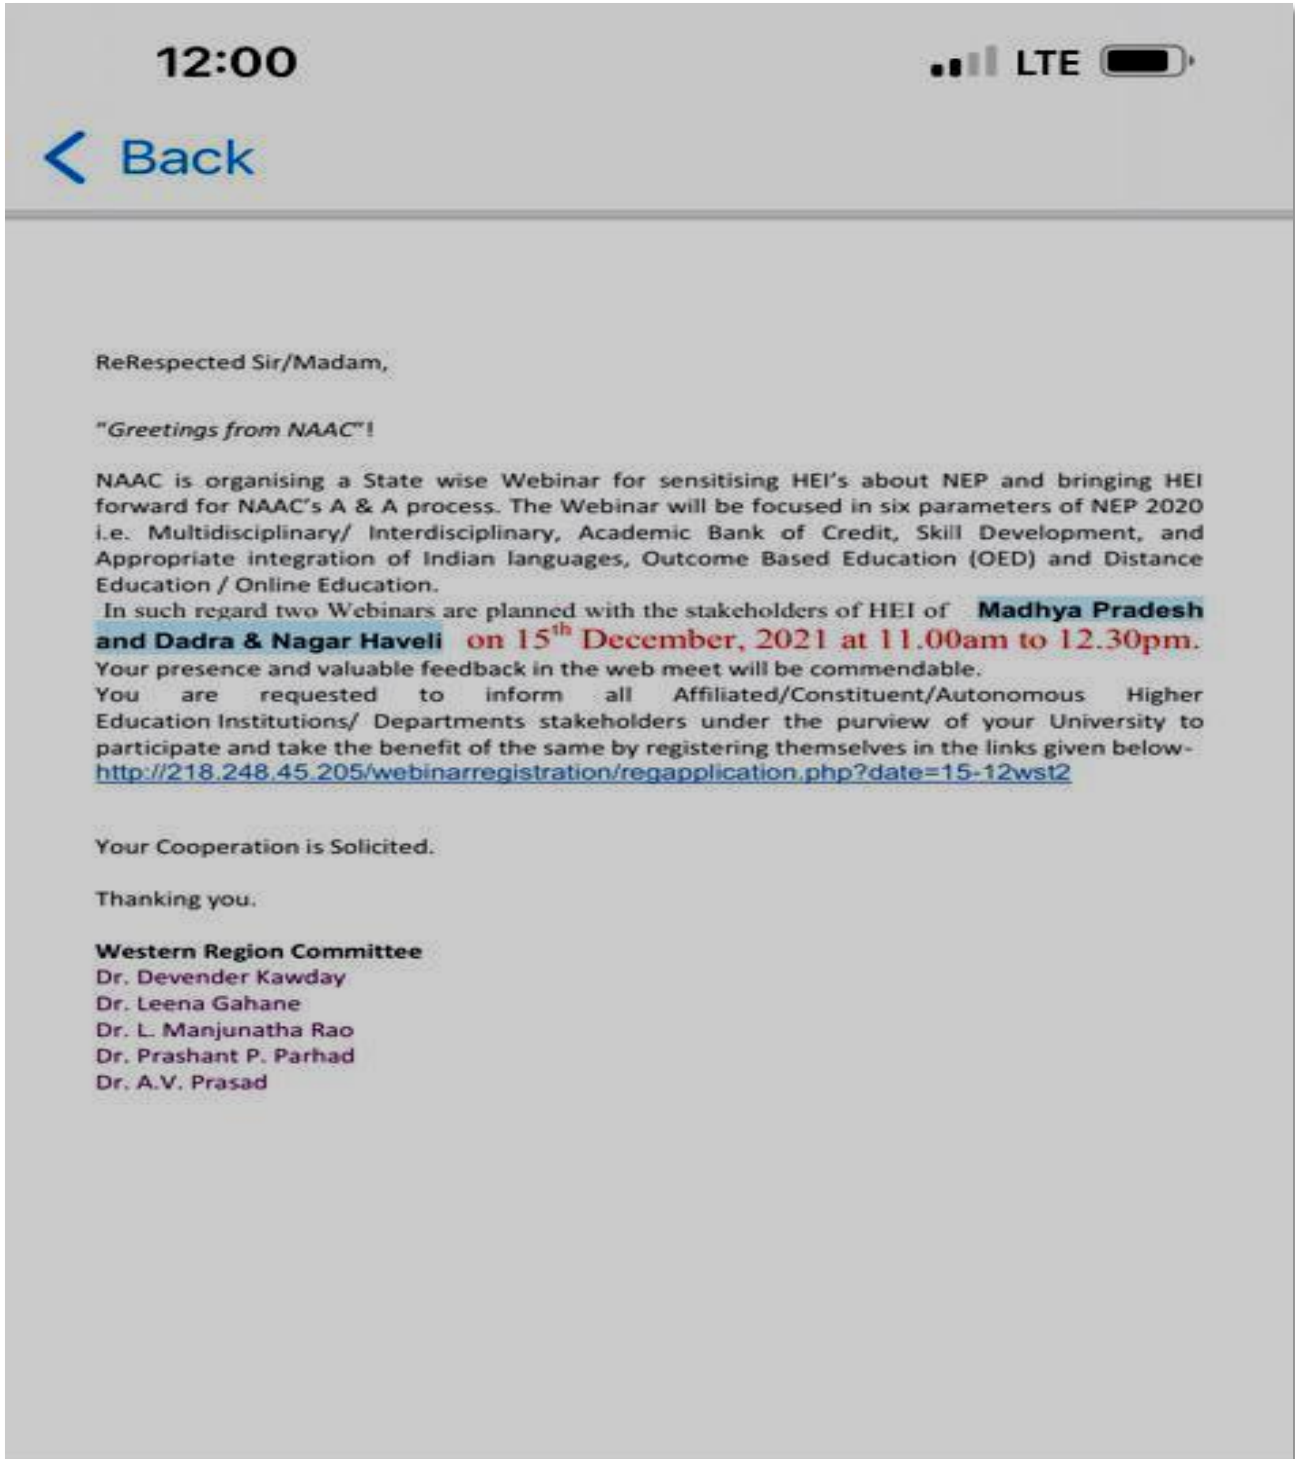 12:00
LTE
Back
ReRespected Sir/Madam,
"Greetings from NAAC"!
NAAC is organising a State wise Webinar for sensitising HEI's about NEP and bringing HEI
forward for NAAC's A & A process. The Webinar will be focused in six parameters of NEP 2020
i.e. Multidisciplinary/ Interdisciplinary, Academic Bank of Credit, Skill Development, and
Appropriate integration of Indian languages, Outcome Based Education (OED) and Distance
Education / Online Education.
In such regard two Webinars are planned with the stakeholders of HEI of Madhya Pradesh
and Dadra & Nagar Haveli on 15th December, 2021 at 11.00am to 12.30pm.
Your presence and valuable feedback in the web meet will be commendable.
You are requested to inform all Affiliated/Constituent/Autonomous Higher
Education Institutions/ Departments stakeholders under the purview of your University to
participate and take the benefit of the same by registering themselves in the links given below-
http://218.248.45.205/webinarregistration/regapplication.php?date=15-12wst2
Your Cooperation is Solicited.
Thanking you.
Western Region Committee
Dr. Devender Kawday
Dr. Leena Gahane
Dr. L. Manjunatha Rao
Dr. Prashant P. Parhad
Dr. A.V. Prasad